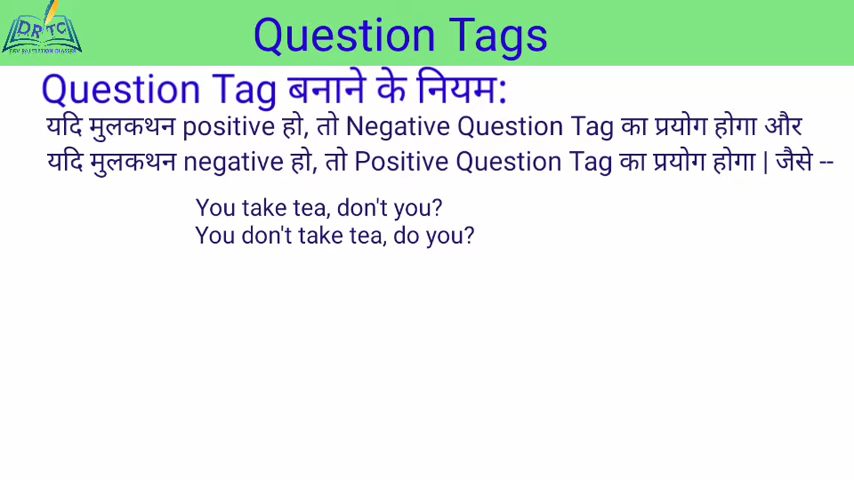 D.R.T.C
Question Tags
Question Tag बनाने के नियम:
यदि मुलकथन positive हो, तो Negative Question Tag का प्रयोग होगा और
यदि मुलकथन negative हो, तो Positive Question Tag का प्रयोग होगा | जैसे --
You take tea, don't you?
You don't take tea, do you?